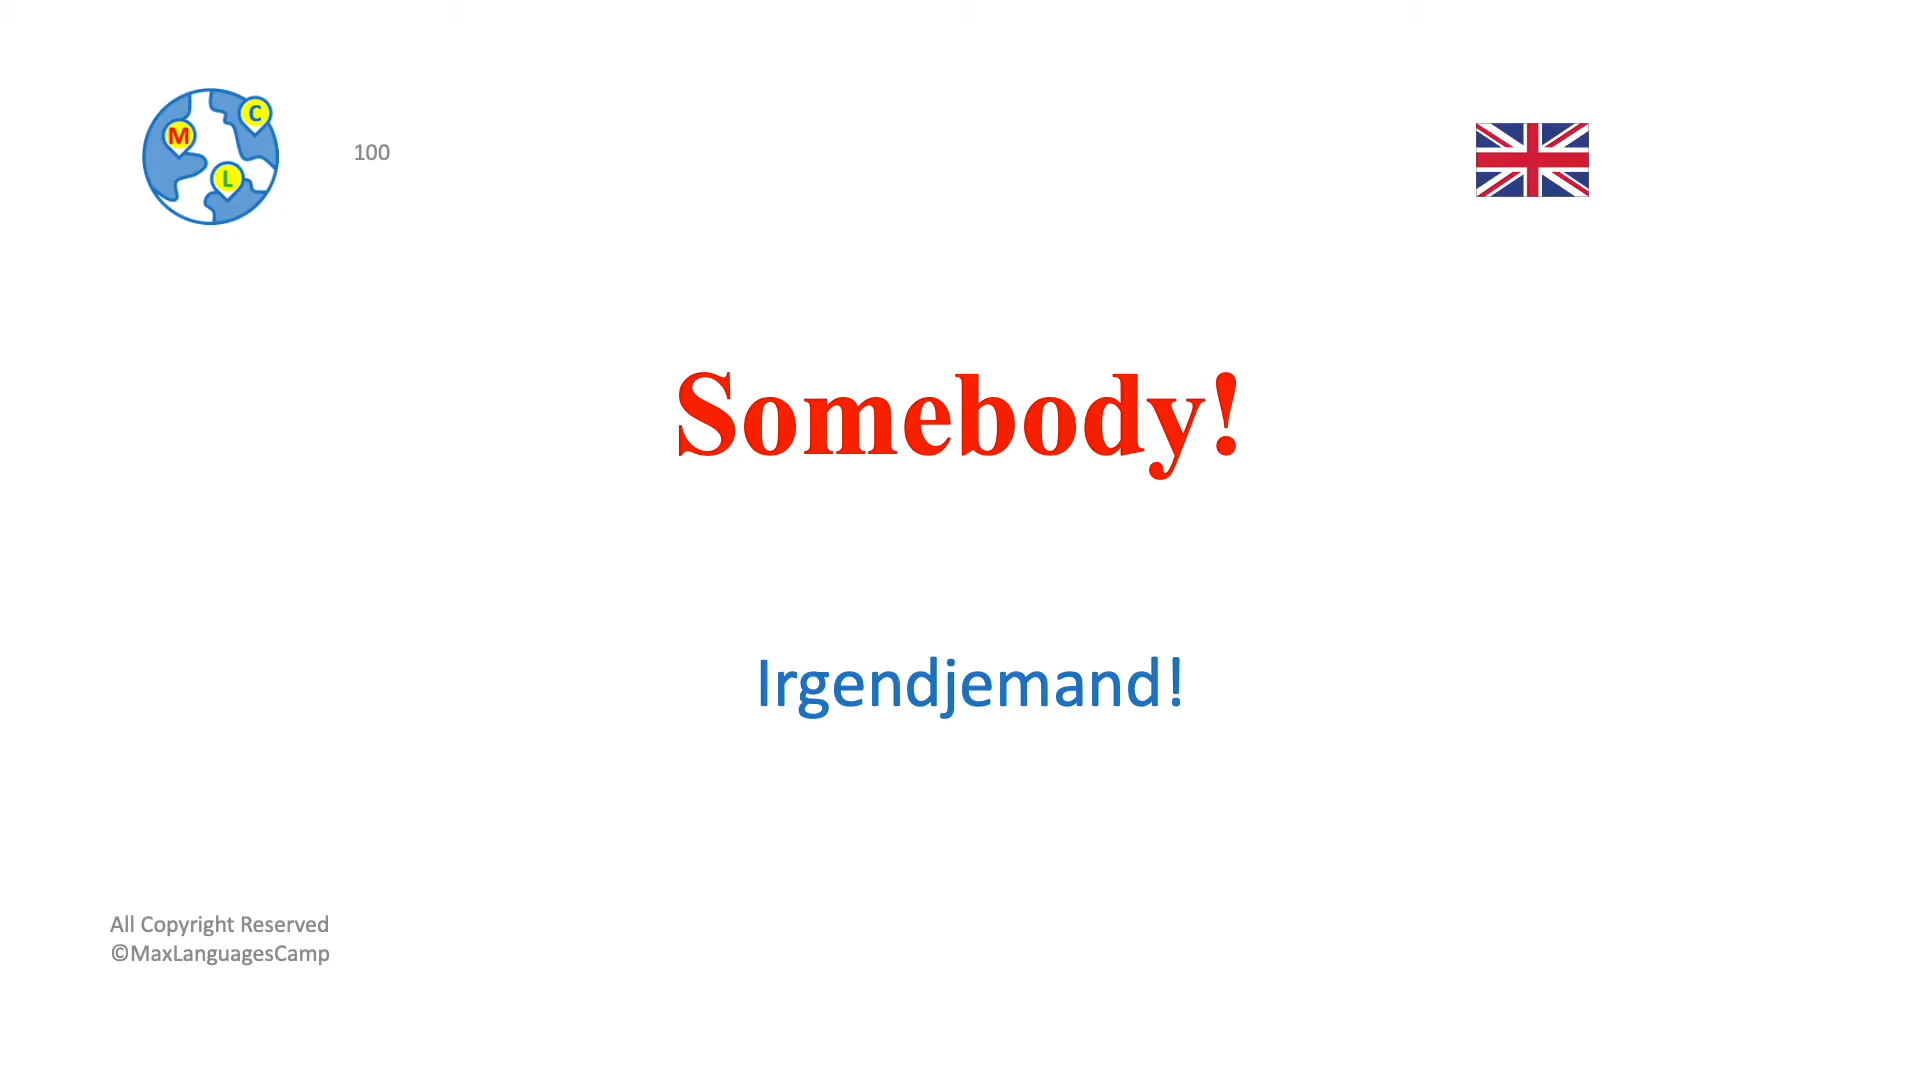 M
C
L
100
Somebody!
Irgendjemand!
All Copyright Reserved
©MaxLanguagesCamp